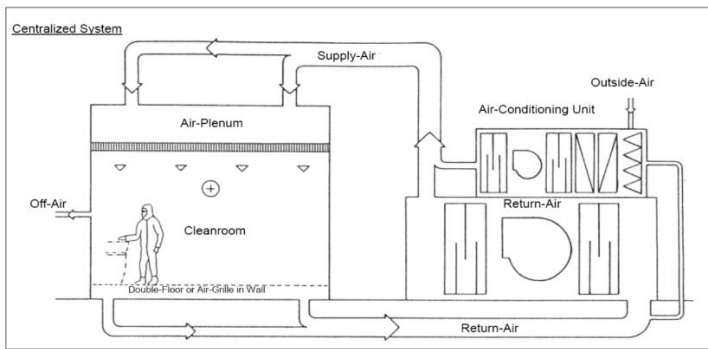 Centralized System
Supply-Air
Outside-Air
Air-Conditioning Unit
Air-Plenum
Return-Air
Off-Air
Cleanroom
Double-Floor or Air-Grille in Wall
Return-Air